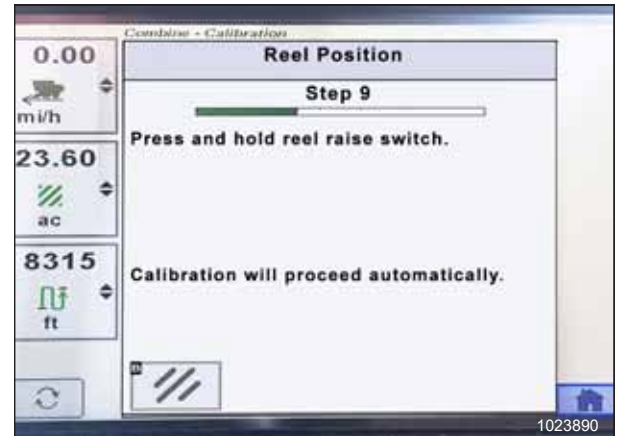 Combine - Calibration
Reel Position
Step 9
Press and hold reel raise switch.
Calibration will proceed automatically.
0.00
mi/h
23.60
ac
8315
ft
1023890